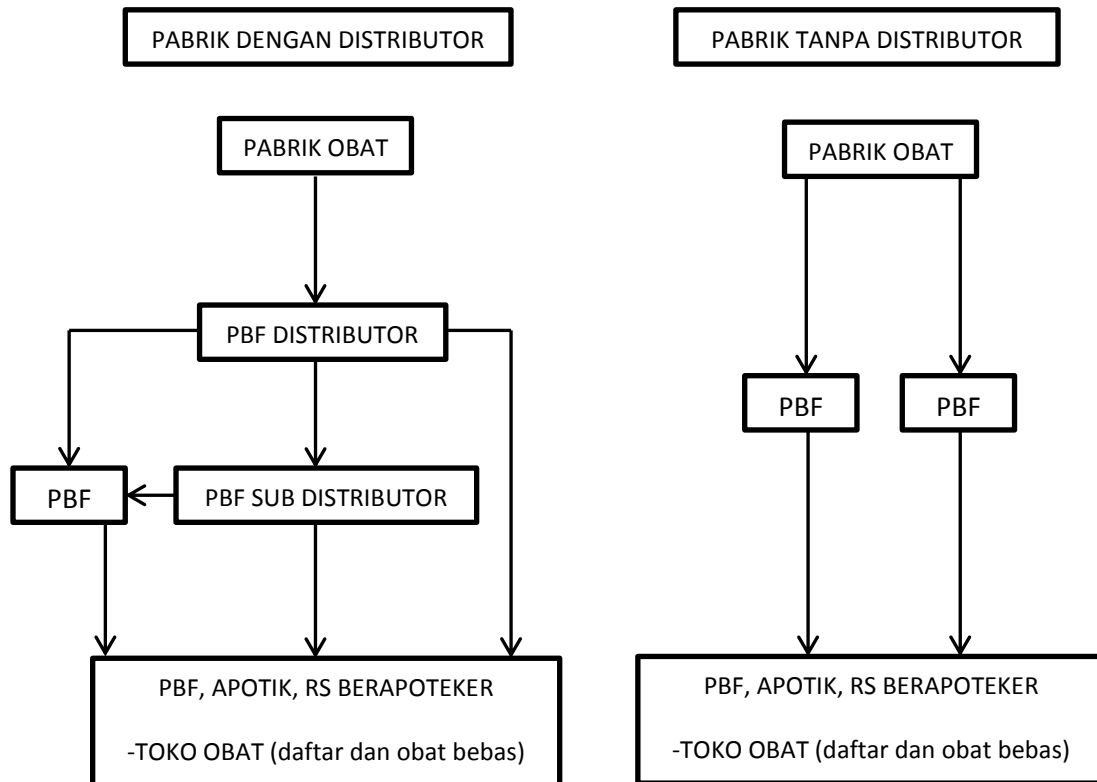 PABRIK DENGAN DISTRIBUTOR
PABRIK TANPA DISTRIBUTOR
PABRIK OBAT
PABRIK OBAT
PBF DISTRIBUTOR
PBF
PBF
PBF
PBF SUB DISTRIBUTOR
PBF, APOTIK, RS BERAPOTEKER
-TOKO OBAT (daftar dan obat bebas)
PBF, APOTIK, RS BERAPOTEKER
-TOKO OBAT (daftar dan obat bebas)